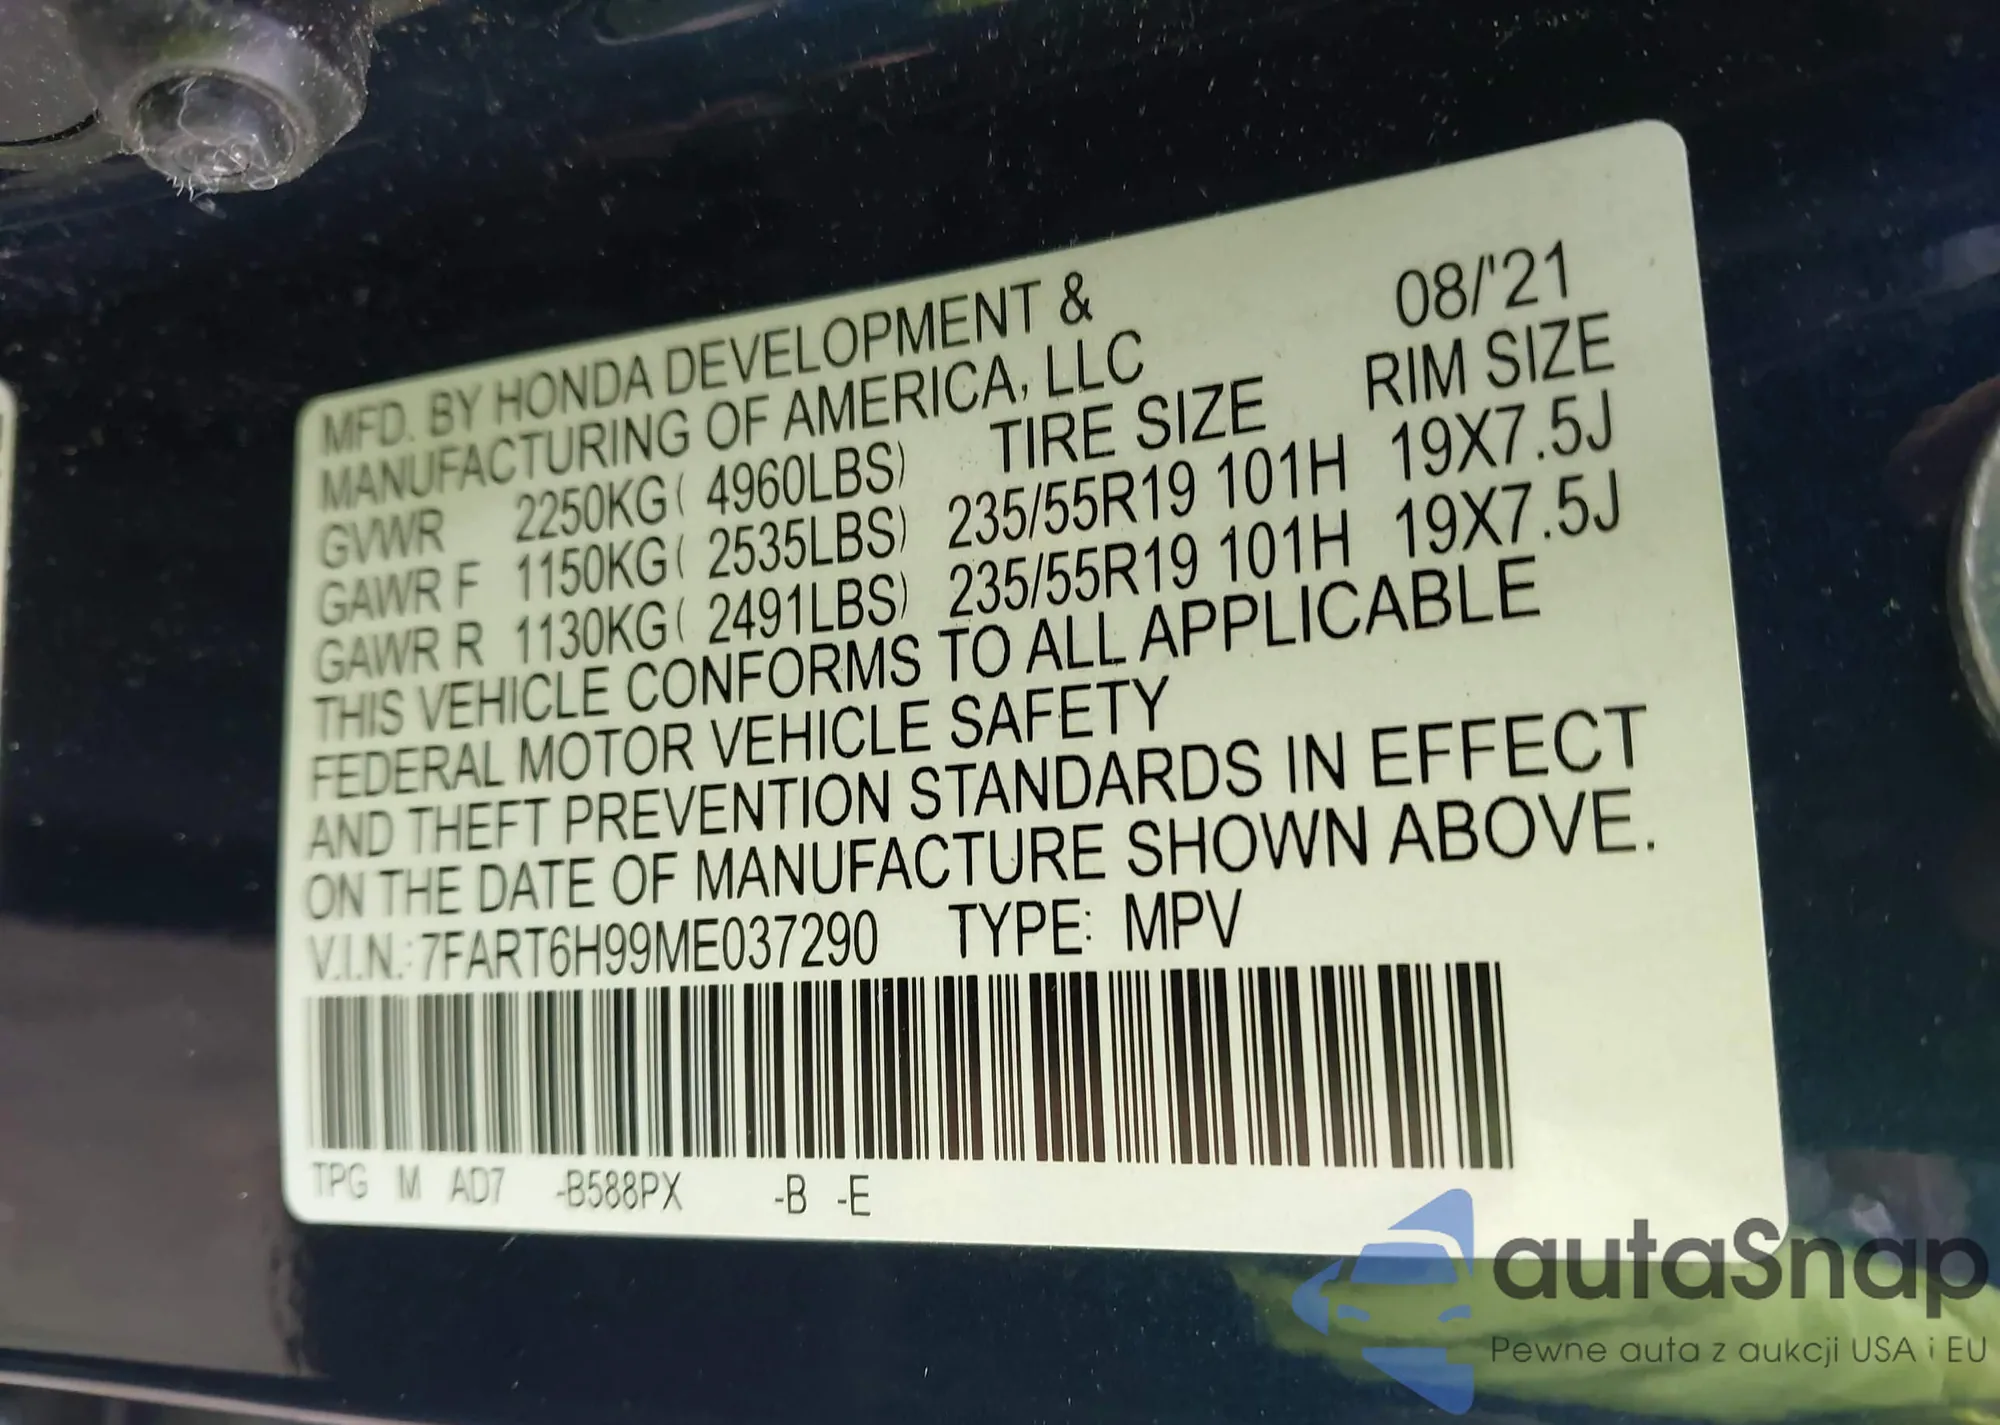 MFD. BY HONDA DEVELOPMENT & 08/'21
MANUFACTURING OF AMERICA, LLC
TIRE SIZE RIM SIZE
GVWR 2250KG( 4960LBS)
GAWR F 1150KG( 2535LBS) 235/55R19 101H 19X7.5J
GAWR R 1130KG( 2491LBS) 235/55R19 101H 19X7.5J
THIS VEHICLE CONFORMS TO ALL APPLICABLE
FEDERAL MOTOR VEHICLE SAFETY
AND THEFT PREVENTION STANDARDS IN EFFECT
ON THE DATE OF MANUFACTURE SHOWN ABOVE.
V.I.N.: 7FART6H99ME037290 TYPE: MPV
TPG M AD7 -B588PX -B -E
autaSnap
Pewne auta z aukcji USA i EU